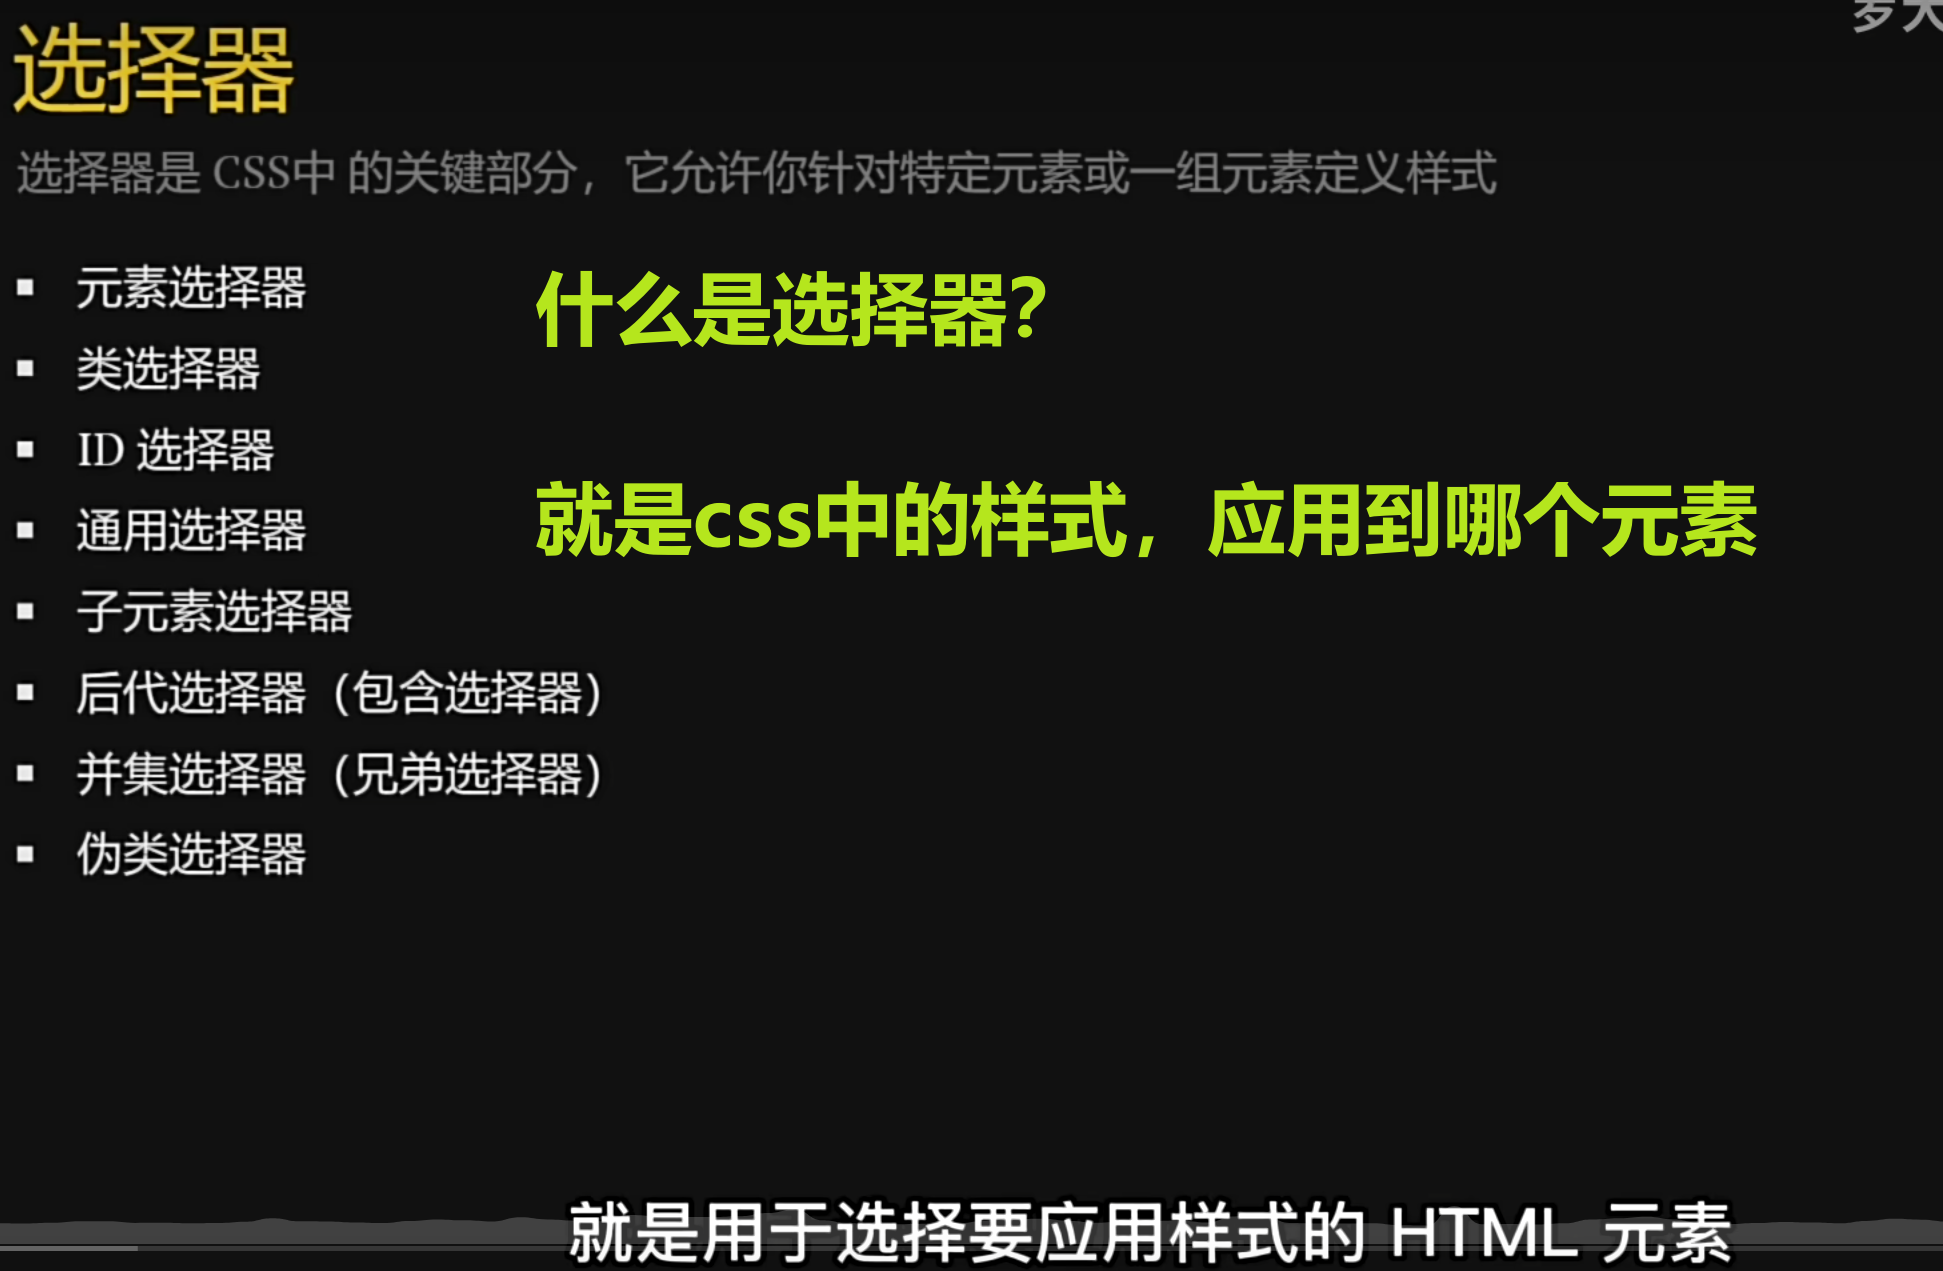 选择器
选择器是 CSS中 的关键部分，它允许你针对特定元素或一组元素定义样式
元素选择器
类选择器
ID 选择器
通用选择器
子元素选择器
后代选择器（包含选择器）
并集选择器（兄弟选择器）
伪类选择器
什么是选择器？
就是css中的样式，应用到哪个元素
就是用于选择要应用样式的 HTML 元素